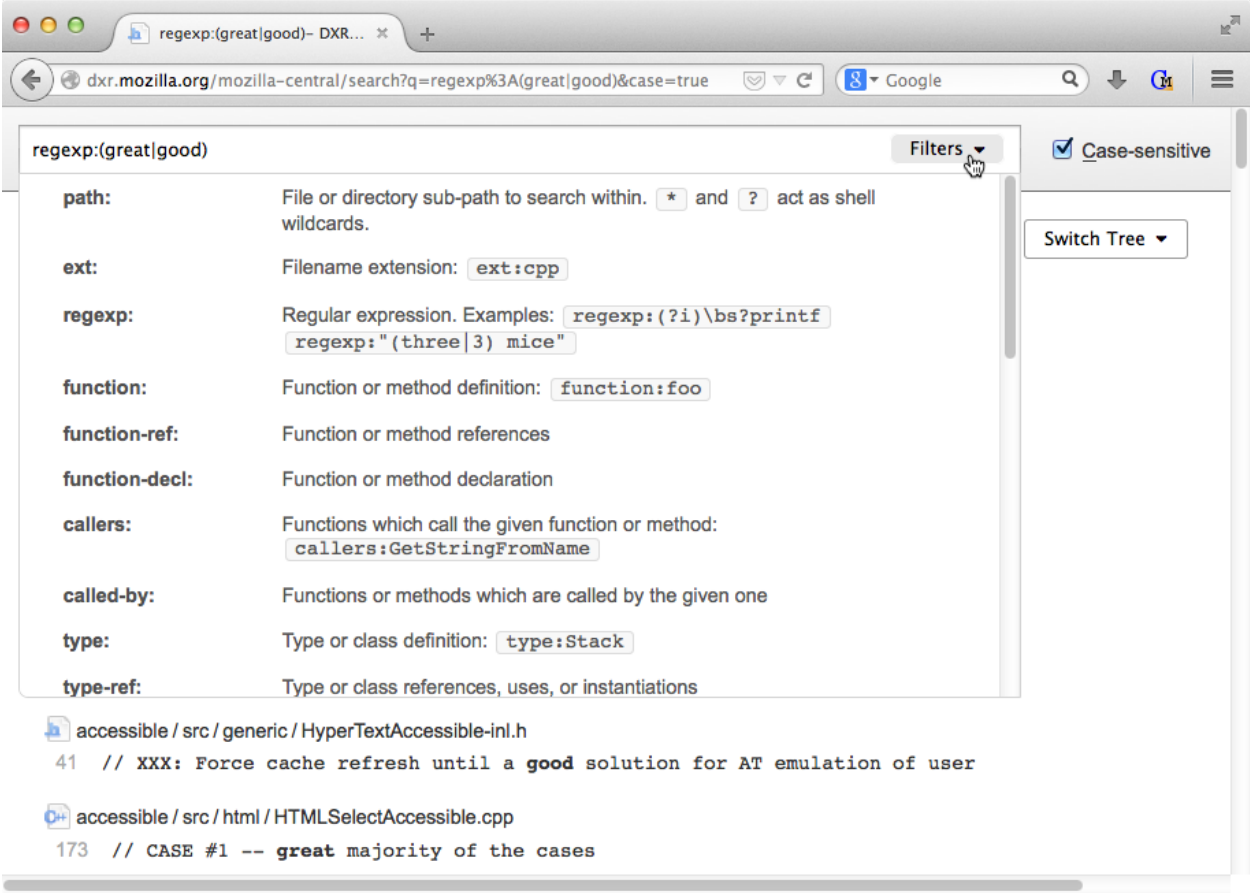 regexp:(great|good)– DXR...
dxr.mozilla.org/mozilla-central/search?q=regexp%3A(great|good)&case=true
Google
regexp:(great|good)
Filters
Case-sensitive
Switch Tree
path: File or directory sub-path to search within. * and ? act as shell
wildcards.
ext: Filename extension: ext:cpp
regexp: Regular expression. Examples: regexp:(?i)\bs?printf
regexp:"(three|3) mice"
function: Function or method definition: function:foo
function-ref: Function or method references
function-decl: Function or method declaration
callers: Functions which call the given function or method:
callers:GetStringFromName
called-by: Functions or methods which are called by the given one
type: Type or class definition: type:Stack
type-ref: Type or class references, uses, or instantiations
accessible / src / generic / HyperTextAccessible-inl.h
41 // XXX: Force cache refresh until a good solution for AT emulation of user
accessible / src / html / HTMLSelectAccessible.cpp
173 // CASE #1 -- great majority of the cases